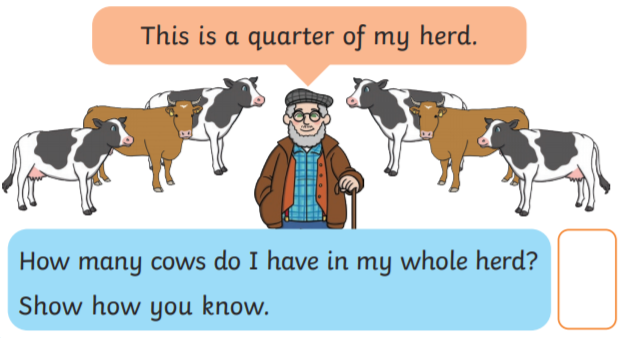 This is a quarter of my herd.
How many cows do I have in my whole herd?
Show how you know.